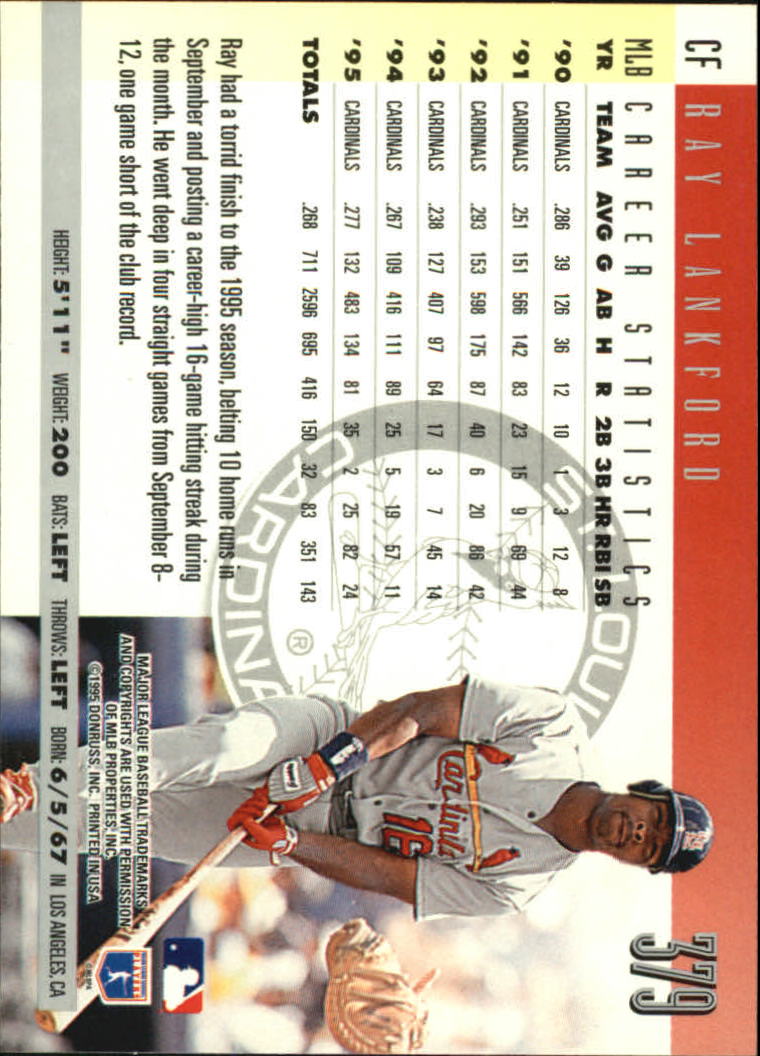 CF RAY LANKFORD 379
MLB CAREER STATISTICS
YR TEAM AVG G AB H R 2B 3B HR RBI SB
'90 CARDINALS .286 39 126 36 12 10 1 3 12 8
'91 CARDINALS .251 151 566 142 83 23 15 9 69 44
'92 CARDINALS .293 153 598 175 87 40 6 20 86 42
'93 CARDINALS .238 127 407 97 64 17 3 7 45 14
'94 CARDINALS .267 109 416 111 89 25 5 19 57 11
'95 CARDINALS .277 132 483 134 81 35 2 25 82 24
TOTALS .268 711 2596 695 416 150 32 83 351 143
Ray had a torrid finish to the 1995 season, belting 10 home runs in
September and posting a career-high 16-game hitting streak during
the month. He went deep in four straight games from September 8-
12, one game short of the club record.
ST. LOUIS
CARDINALS
®
Cardinals
16
MAJOR LEAGUE BASEBALL TRADEMARKS
AND COPYRIGHTS ARE USED WITH PERMISSION
OF MLB PROPERTIES, INC.
©1995 DONRUSS, INC. PRINTED IN USA
PLAYERS
©MLBPA
HEIGHT: 5'11" WEIGHT: 200 BATS: LEFT THROWS: LEFT BORN: 6/5/67 IN LOS ANGELES, CA